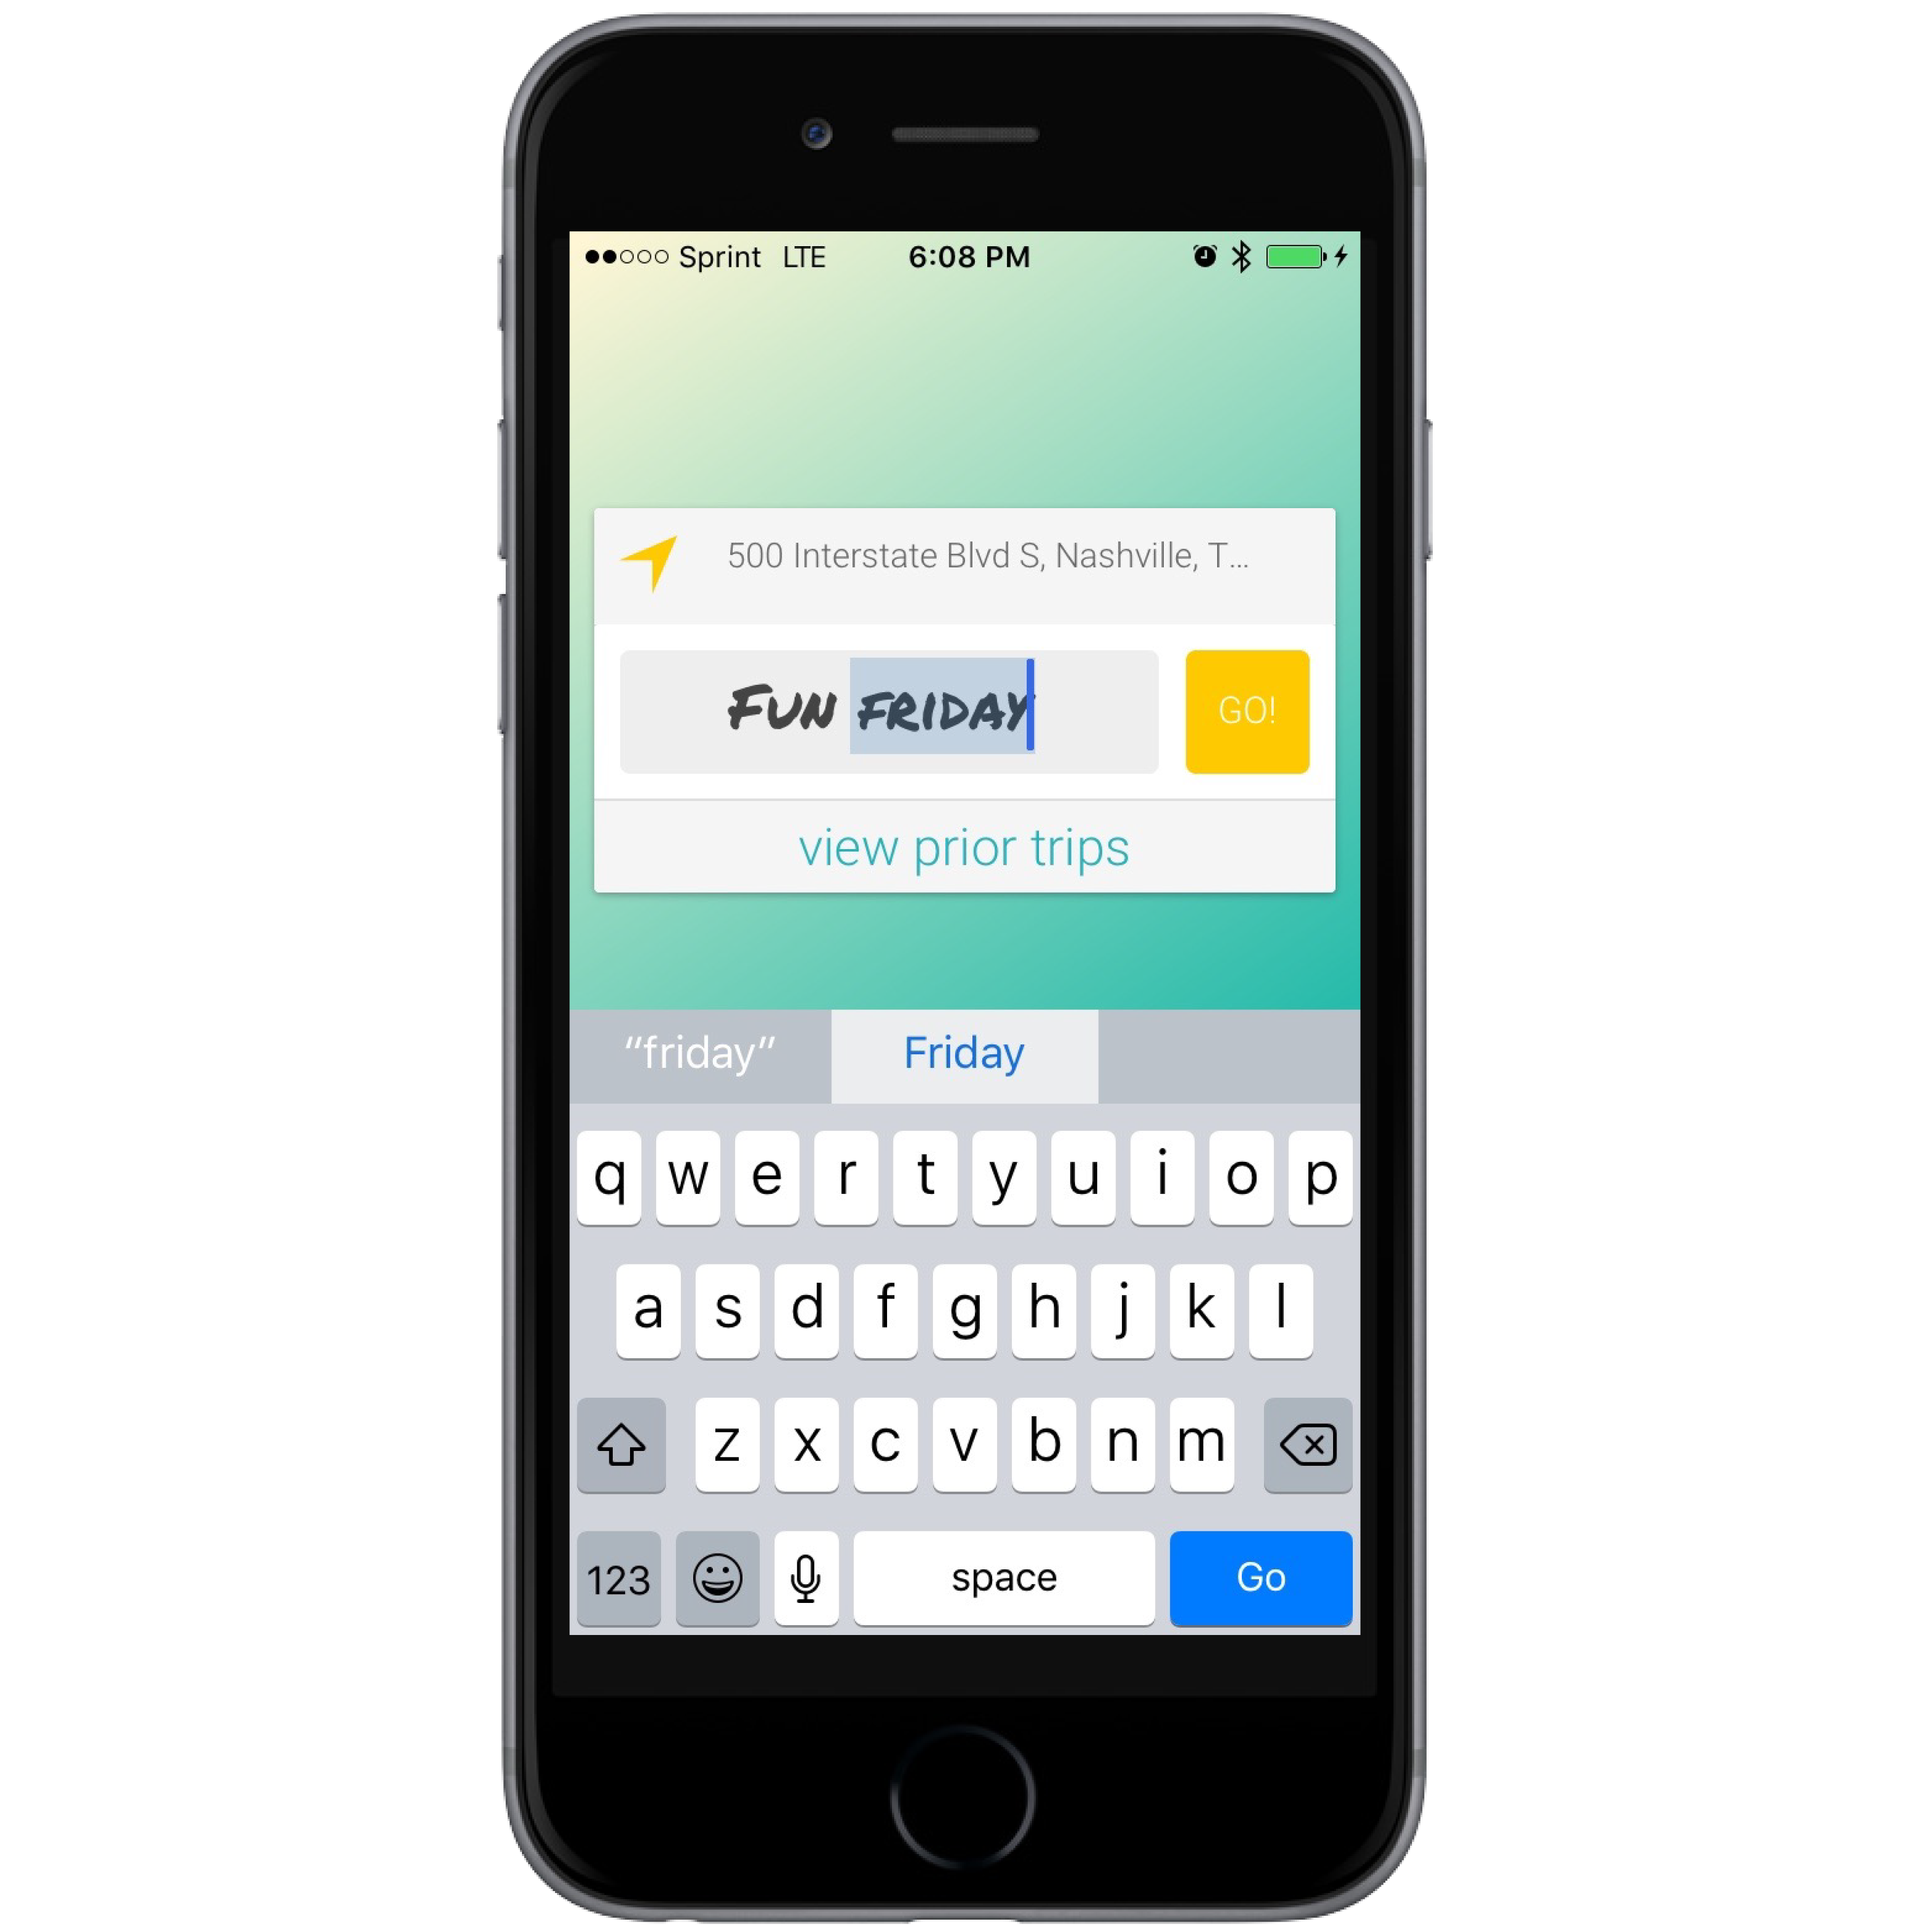 Sprint LTE 6:08 PM
500 Interstate Blvd S, Nashville, T...
Fun friday GO!
view prior trips
"friday" Friday
q w e r t y u i o p
a s d f g h j k l
z x c v b n m
123 space Go